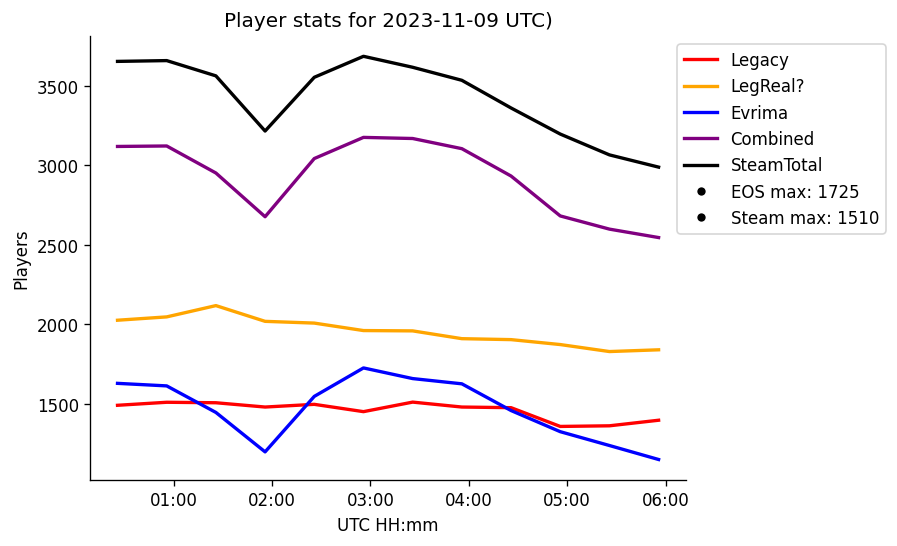 Player stats for 2023-11-09 UTC)
Legacy
LegReal?
Evrima
Combined
SteamTotal
EOS max: 1725
Steam max: 1510
Players
3500
3000
2500
2000
1500
01:00
02:00
03:00
04:00
05:00
06:00
UTC HH:mm